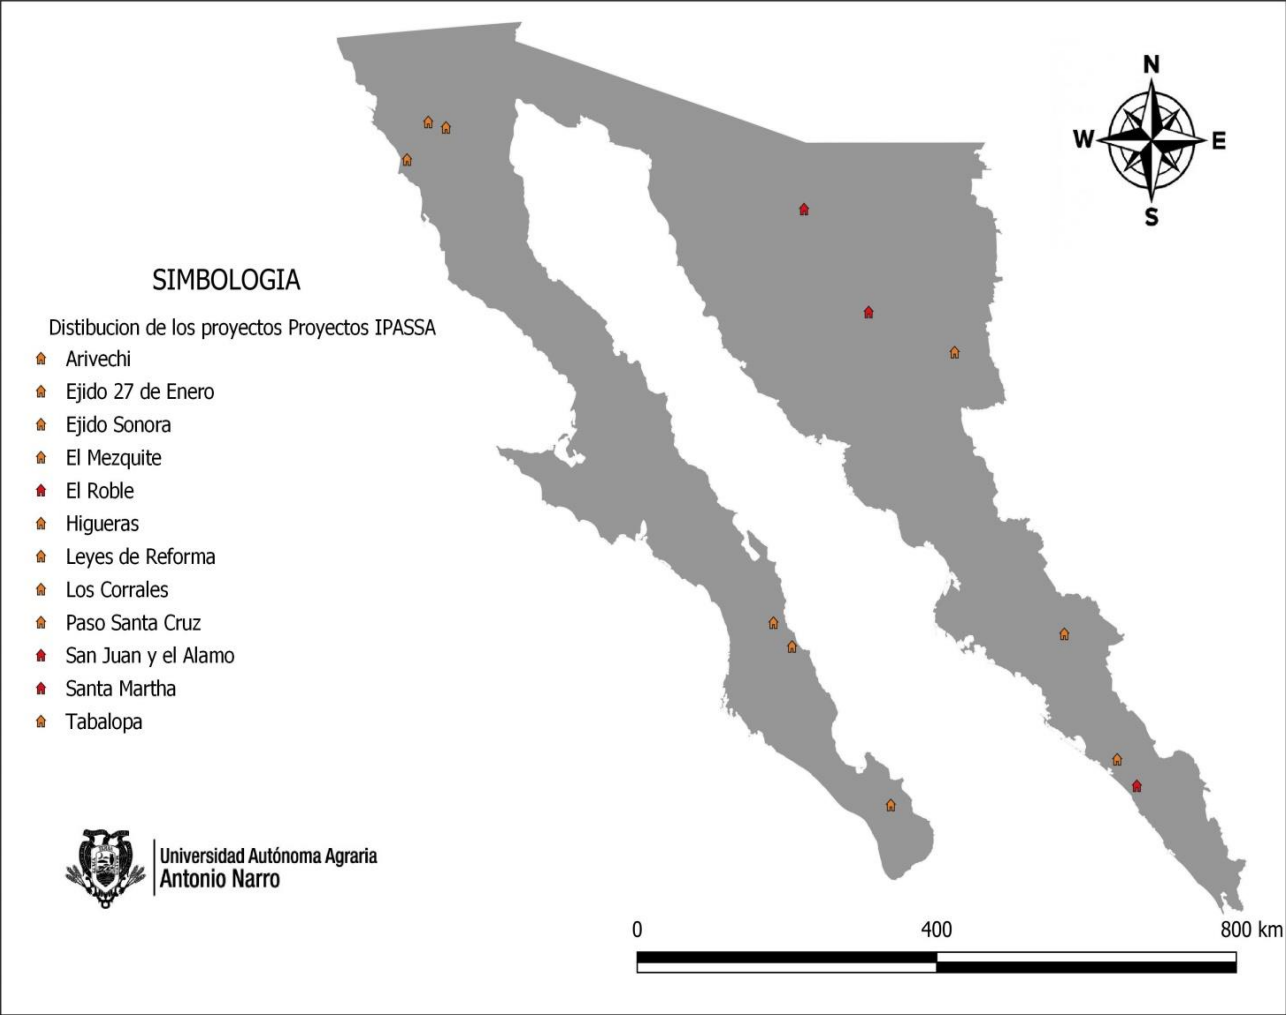 N
W
E
S
SIMBOLOGIA
Distibucion de los proyectos Proyectos IPASSA
Arivechi
Ejido 27 de Enero
Ejido Sonora
El Mezquite
El Roble
Higueras
Leyes de Reforma
Los Corrales
Paso Santa Cruz
San Juan y el Alamo
Santa Martha
Tabalopa
Universidad Autónoma Agraria
Antonio Narro
0 400 800 km